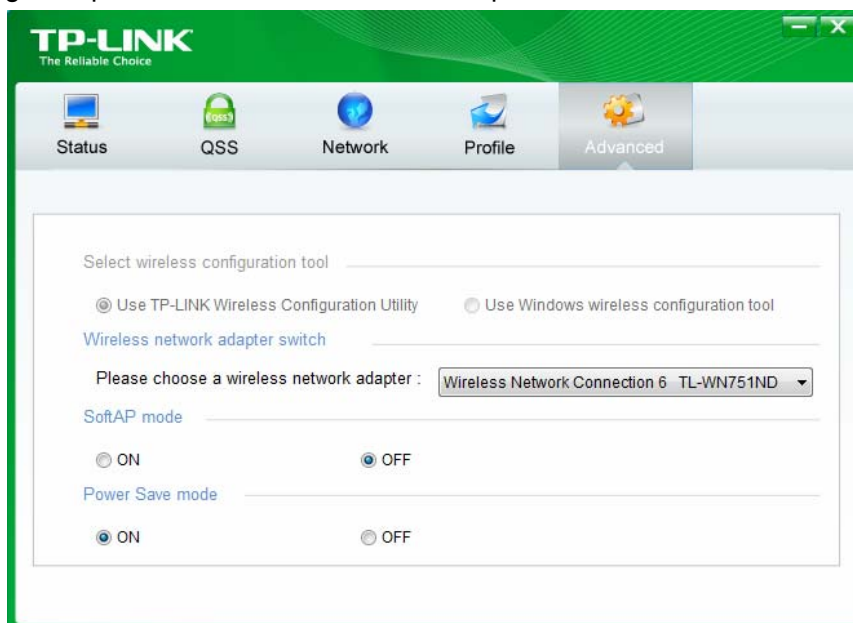 TP-LINK
The Reliable Choice
Status QSS Network Profile Advanced
Select wireless configuration tool
Use TP-LINK Wireless Configuration Utility Use Windows wireless configuration tool
Wireless network adapter switch
Please choose a wireless network adapter : Wireless Network Connection 6 TL-WN751ND
SoftAP mode
ON OFF
Power Save mode
ON OFF